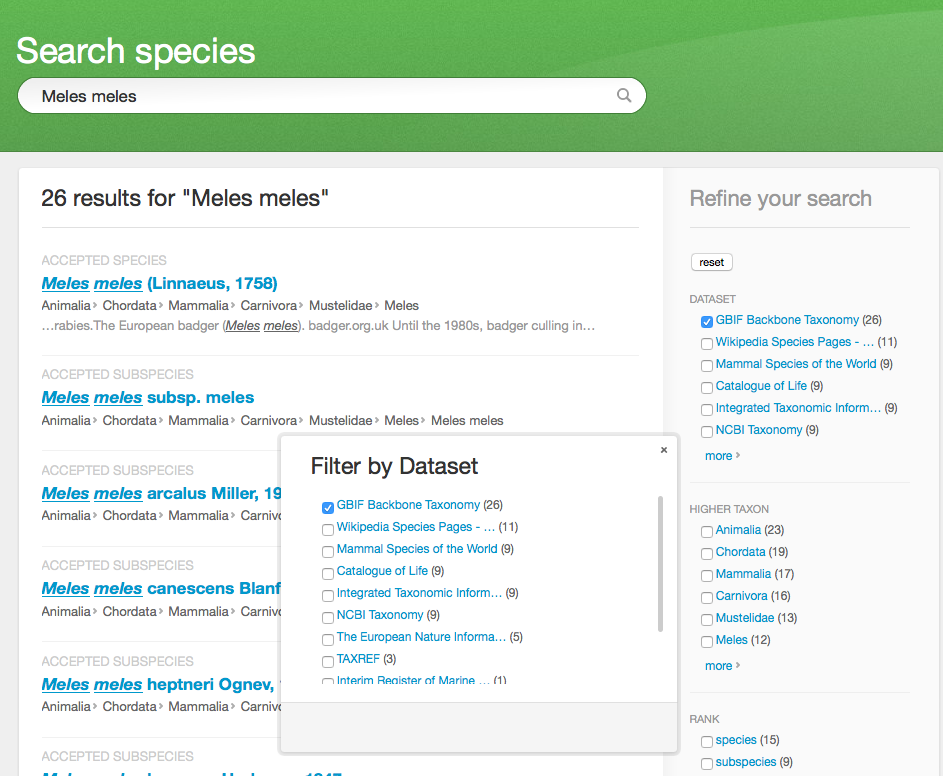 Search species
Meles meles
26 results for "Meles meles"
ACCEPTED SPECIES
Meles meles (Linnaeus, 1758)
Animalia › Chordata › Mammalia › Carnivora › Mustelidae › Meles
…rabies.The European badger (Meles meles). badger.org.uk Until the 1980s, badger culling in…
ACCEPTED SUBSPECIES
Meles meles subsp. meles
Animalia › Chordata › Mammalia › Carnivora › Mustelidae › Meles › Meles meles
ACCEPTED SUBSPECIES
Meles meles arcalus Miller, 19
Animalia › Chordata › Mammalia › Carniv
ACCEPTED SUBSPECIES
Meles meles canescens Blanf
Animalia › Chordata › Mammalia › Carniv
ACCEPTED SUBSPECIES
Meles meles heptneri Ognev,
Animalia › Chordata › Mammalia › Carniv
ACCEPTED SUBSPECIES
Filter by Dataset
×
GBIF Backbone Taxonomy (26)
Wikipedia Species Pages - … (11)
Mammal Species of the World (9)
Catalogue of Life (9)
Integrated Taxonomic Inform… (9)
NCBI Taxonomy (9)
The European Nature Informa… (5)
TAXREF (3)
Interim Register of Marine … (1)
Refine your search
reset
DATASET
GBIF Backbone Taxonomy (26)
Wikipedia Species Pages - … (11)
Mammal Species of the World (9)
Catalogue of Life (9)
Integrated Taxonomic Inform… (9)
NCBI Taxonomy (9)
more ›
HIGHER TAXON
Animalia (23)
Chordata (19)
Mammalia (17)
Carnivora (16)
Mustelidae (13)
Meles (12)
more ›
RANK
species (15)
subspecies (9)